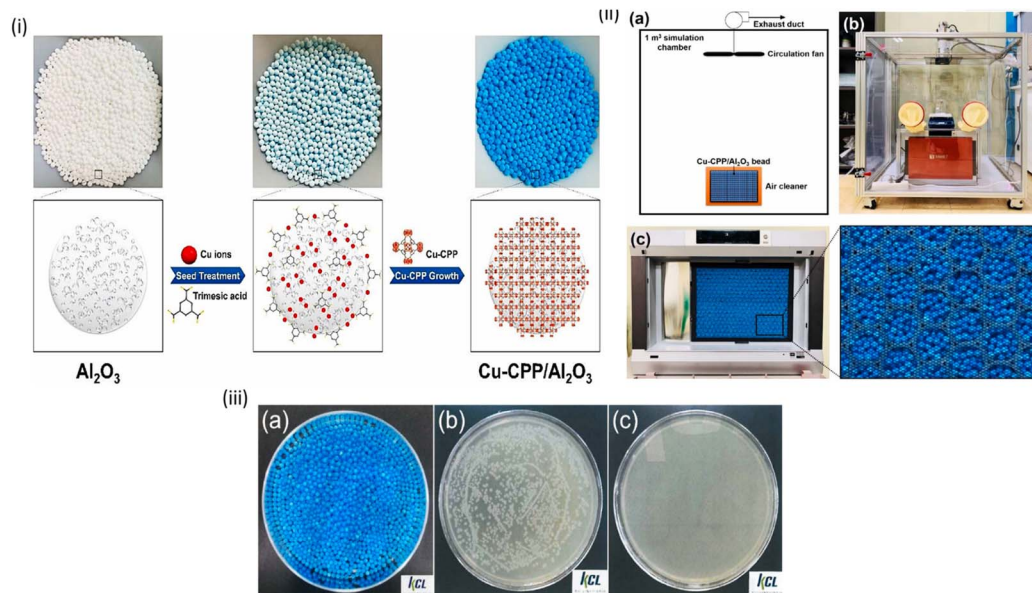 (i)
Cu ions
Seed Treatment
Trimesic acid
Cu-CPP
Cu-CPP Growth
Al₂O₃
Cu-CPP/Al₂O₃
(ii)
(a)
Exhaust duct
1 m³ simulation
chamber
Circulation fan
Cu-CPP/Al₂O₃ bead
Air cleaner
(b)
(c)
(iii)
(a)
KCL
(b)
KCL
(c)
KCL